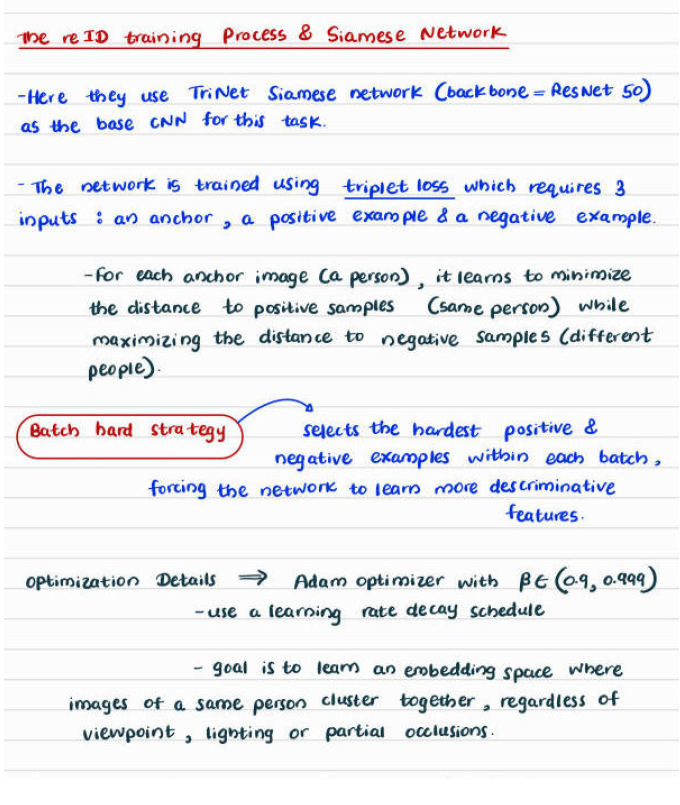 The reID training Process & Siamese Network
-Here they use TriNet Siamese network (backbone = ResNet 50)
as the base CNN for this task.
- The network is trained using triplet loss which requires 3
inputs : an anchor, a positive example & a negative example.
-for each anchor image (a person), it learns to minimize
the distance to positive samples (same person) while
maximizing the distance to negative samples (different
people).
Batch hard strategy
selects the hardest positive &
negative examples within each batch,
forcing the network to learn more descriminative
features.
optimization Details ⇒ Adam optimizer with β∈(0.9, 0.999)
-use a learning rate decay schedule
- goal is to learn an embedding space where
images of a same person cluster together, regardless of
viewpoint, lighting or partial occlusions.